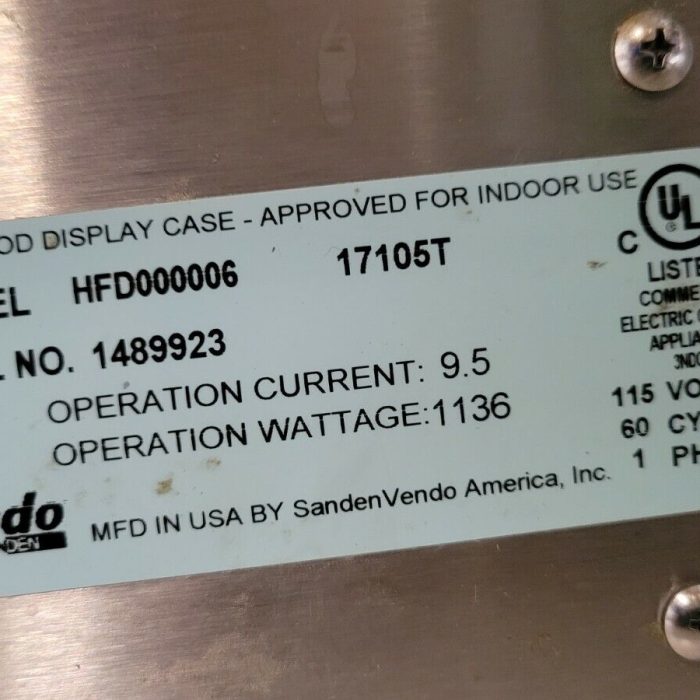 OD DISPLAY CASE - APPROVED FOR INDOOR USE
EL HFD000006 17105T
L NO. 1489923
OPERATION CURRENT: 9.5
OPERATION WATTAGE:1136
do
DEN
MFD IN USA BY SandenVendo America, Inc.
C UL
LISTE
COMME
ELECTRIC
APPLIA
3ND
115 VO
60 CY
1 PH